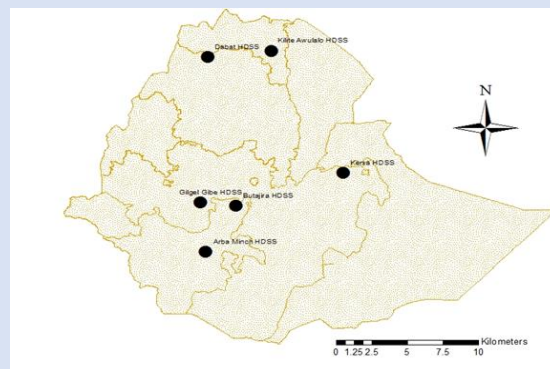 Dabat HDSS
Kilite Awulalo HDSS
N
Kersa HDSS
Gilgel Gibe HDSS
Butajira HDSS
Arba Minch HDSS
Kilometers
0 1.25 2.5 5 7.5 10